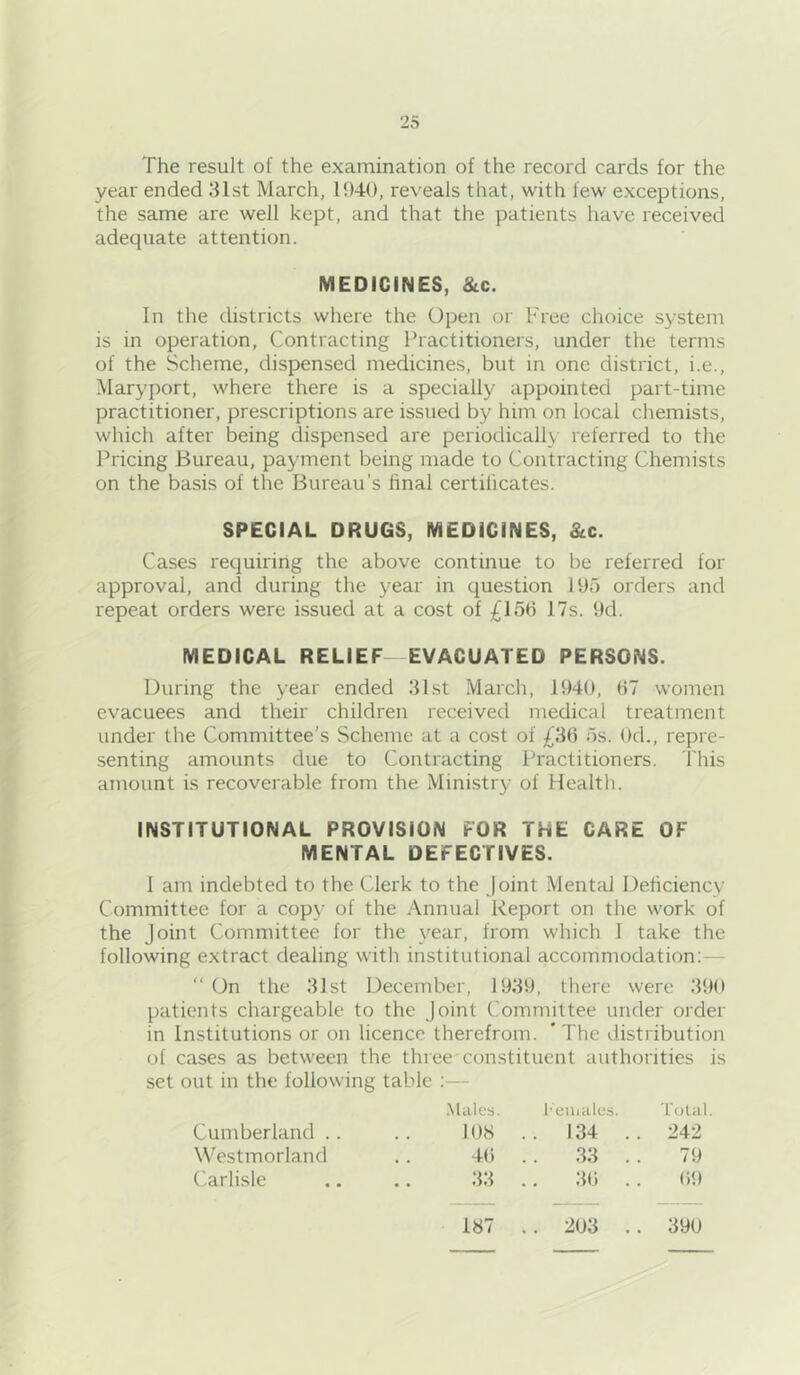 25
The result of the examination of the record cards for the
year ended 31st March, 1940, reveals that, with few exceptions,
the same are well kept, and that the patients have received
adequate attention.
MEDICINES, &c.
In the districts where the Open or Free choice system
is in operation, Contracting Practitioners, under the terms
of the Scheme, dispensed medicines, but in one district, i.e.,
Maryport, where there is a specially appointed part-time
practitioner, prescriptions are issued by him on local chemists,
which after being dispensed are periodically referred to the
Pricing Bureau, payment being made to Contracting Chemists
on the basis of the Bureau's final certificates.
SPECIAL DRUGS, MEDICINES, &c.
Cases requiring the above continue to be referred for
approval, and during the year in question 195 orders and
repeat orders were issued at a cost of £156 17s. 9d.
MEDICAL RELIEF—EVACUATED PERSONS.
During the year ended 31st March, 1940, 67 women
evacuees and their children received medical treatment
under the Committee's Scheme at a cost of £36 5s. 0d., repre-
senting amounts due to Contracting Practitioners. This
amount is recoverable from the Ministry of Health.
INSTITUTIONAL PROVISION FOR THE CARE OF
MENTAL DEFECTIVES.
I am indebted to the Clerk to the Joint Mental Deficiency
Committee for a copy of the Annual Report on the work of
the Joint Committee for the year, from which I take the
following extract dealing with institutional accommodation:—
" On the 31st December, 1939, there were 390
patients chargeable to the Joint Committee under order
in Institutions or on licence therefrom. ' The distribution
of cases as between the three constituent authorities is
set out in the following table :—
Males. Females. Total.
Cumberland .. .. 108 .. 134 .. 242
Westmorland .. 46 .. 33 .. 79
Carlisle .. .. 33 .. 36 .. 69
187 .. 203 .. 390